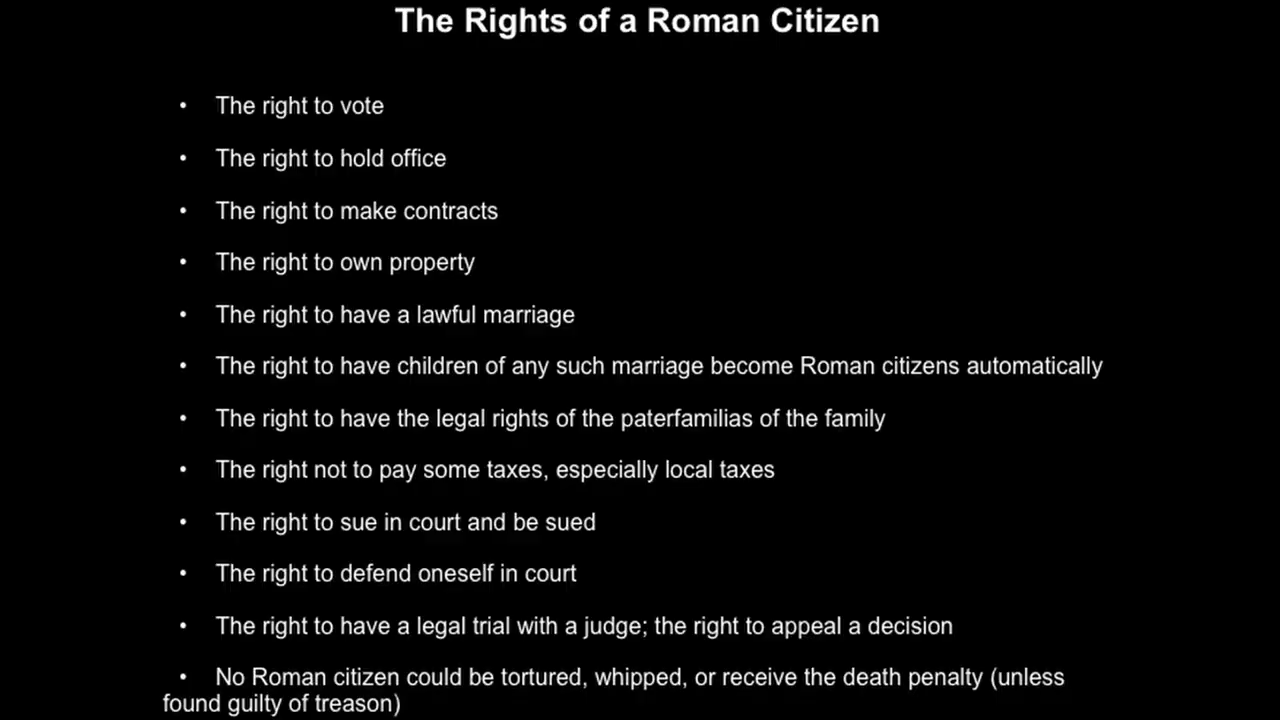 The Rights of a Roman Citizen
• The right to vote
• The right to hold office
• The right to make contracts
• The right to own property
• The right to have a lawful marriage
• The right to have children of any such marriage become Roman citizens automatically
• The right to have the legal rights of the paterfamilias of the family
• The right not to pay some taxes, especially local taxes
• The right to sue in court and be sued
• The right to defend oneself in court
• The right to have a legal trial with a judge; the right to appeal a decision
• No Roman citizen could be tortured, whipped, or receive the death penalty (unless
found guilty of treason)